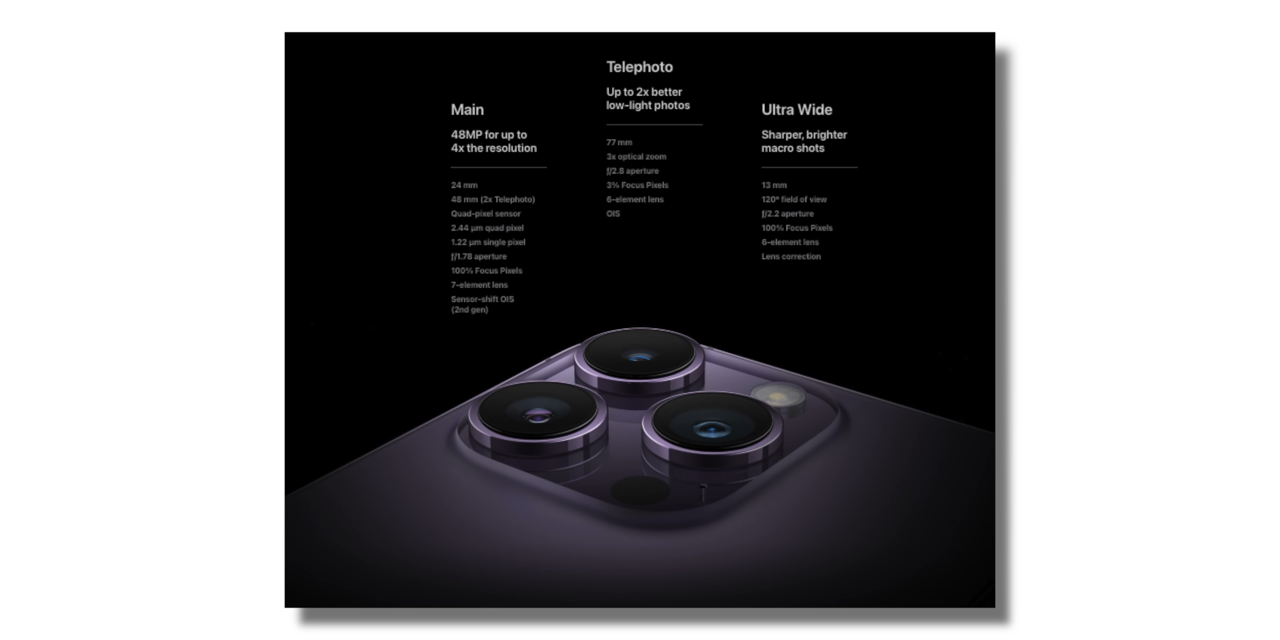 Main
48MP for up to
4x the resolution
24 mm
48 mm (2x Telephoto)
Quad-pixel sensor
2.44 µm quad pixel
1.22 µm single pixel
ƒ/1.78 aperture
100% Focus Pixels
7-element lens
Sensor-shift OIS
(2nd gen)
Telephoto
Up to 2x better
low-light photos
77 mm
3x optical zoom
ƒ/2.8 aperture
3% Focus Pixels
6-element lens
OIS
Ultra Wide
Sharper, brighter
macro shots
13 mm
120° field of view
ƒ/2.2 aperture
100% Focus Pixels
6-element lens
Lens correction